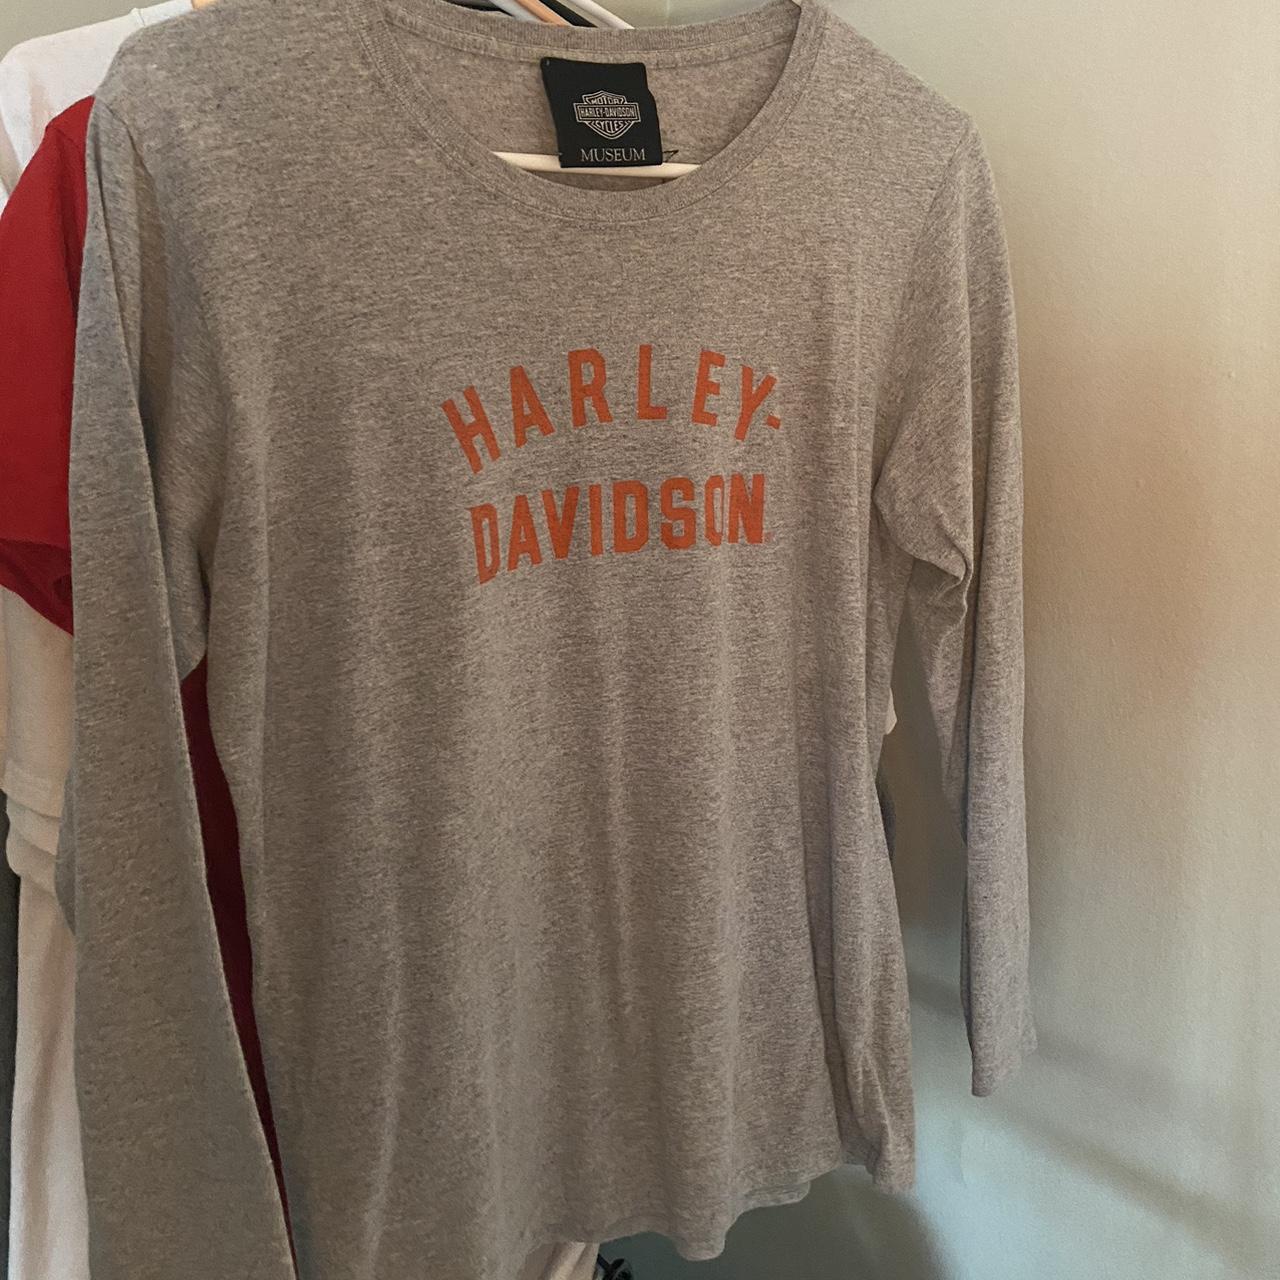 MOTOR
HARLEY-DAVIDSON
CYCLES
MUSEUM
HARLEY-
DAVIDSON